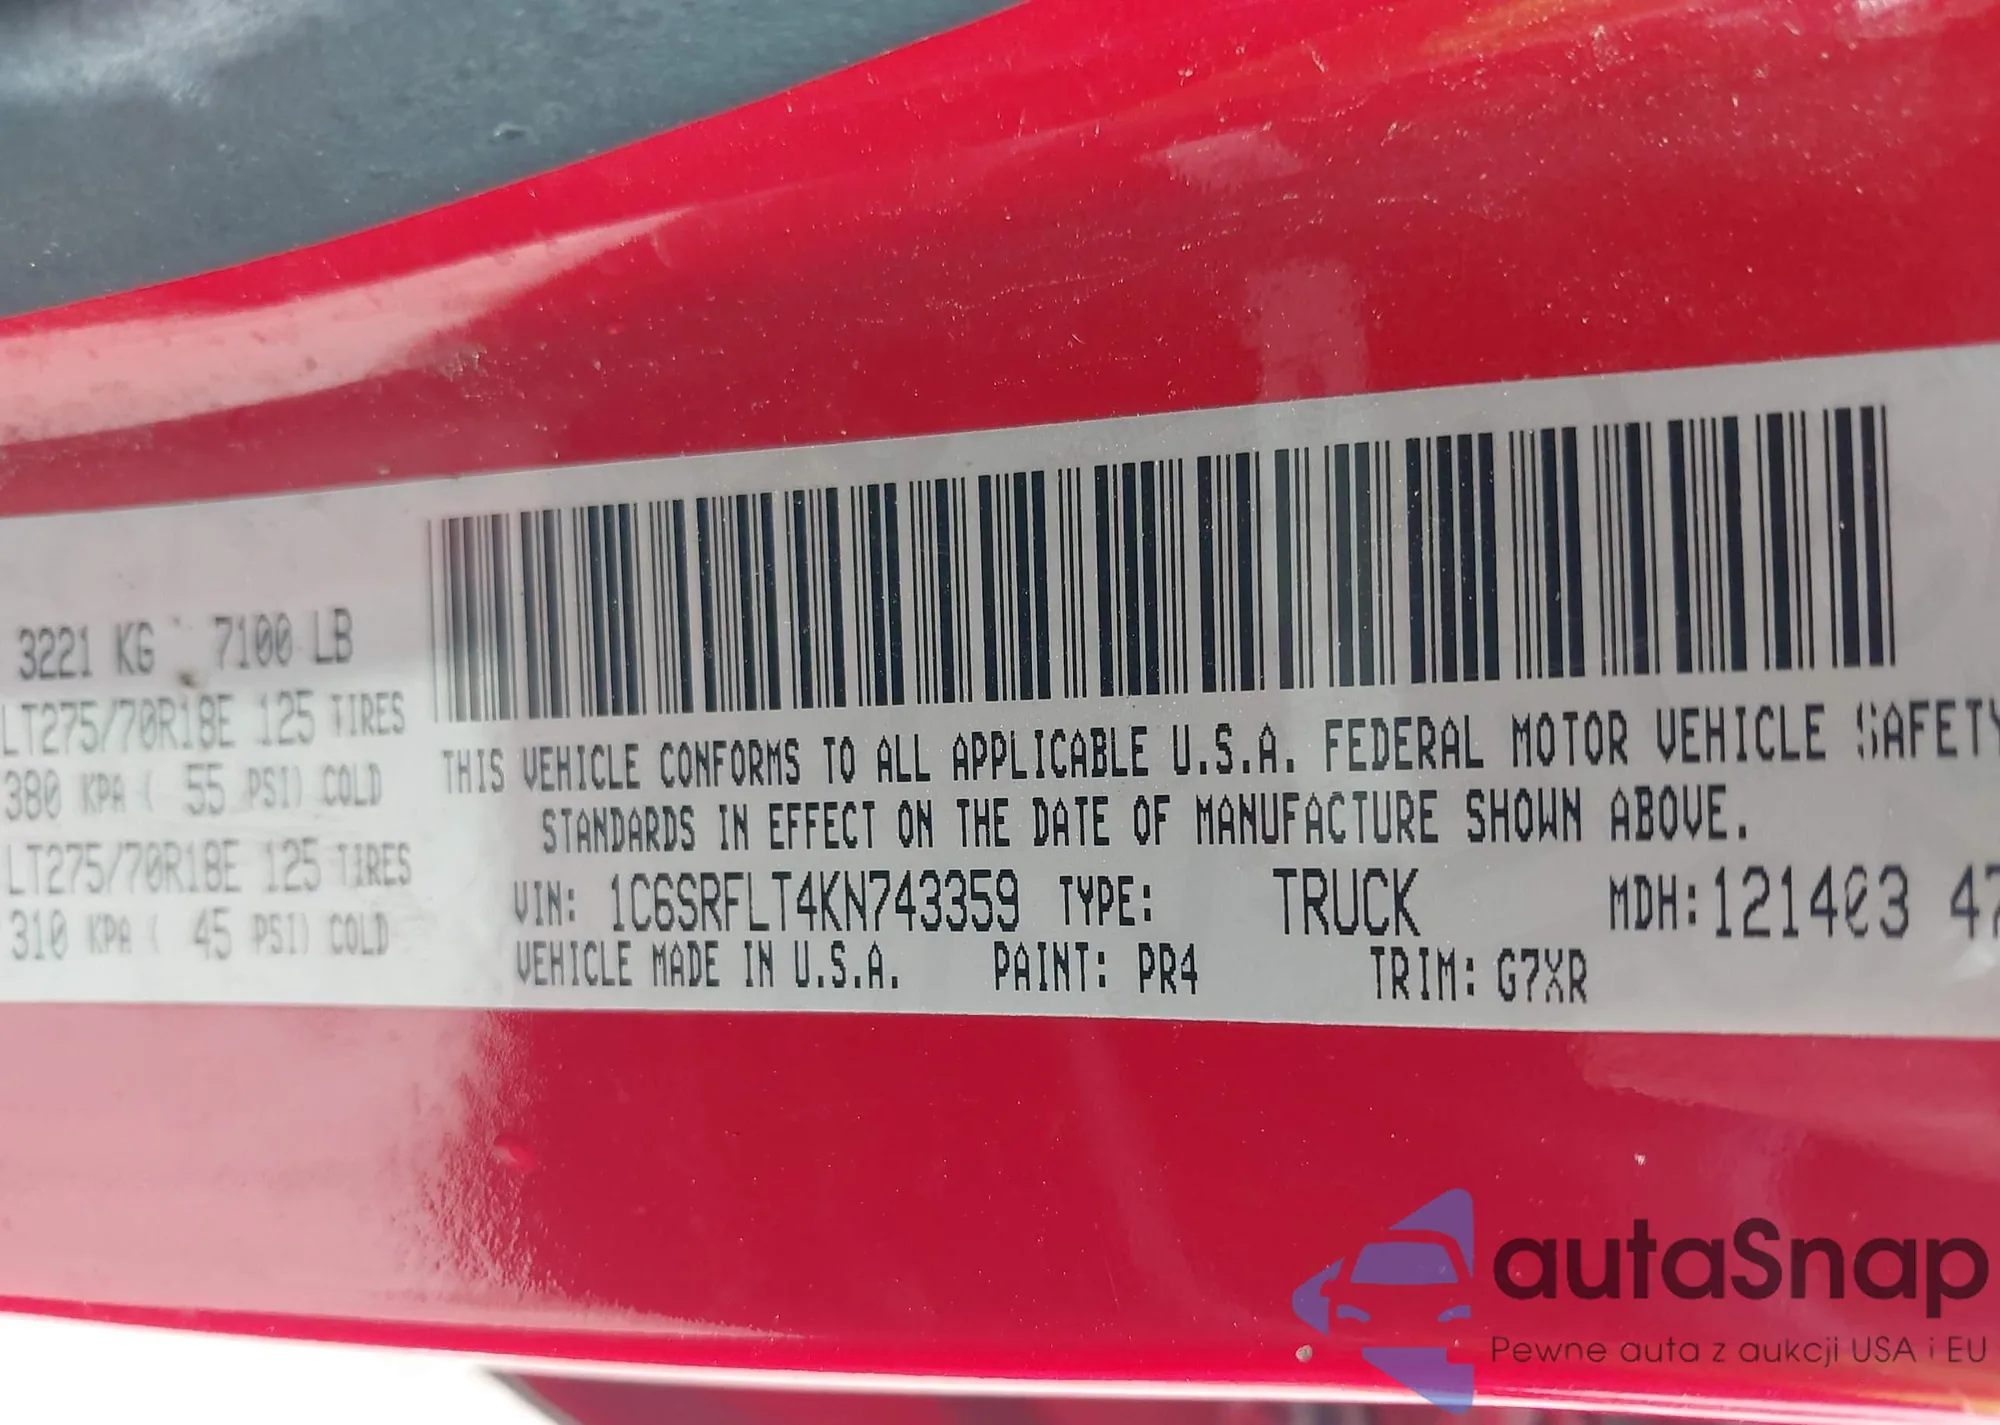 3221 KG 7100 LB
LT275/70R18E 125 TIRES
380 KPA ( 55 PSI) COLD
LT275/70R18E 125 TIRES
310 KPA ( 45 PSI) COLD
THIS VEHICLE CONFORMS TO ALL APPLICABLE U.S.A. FEDERAL MOTOR VEHICLE SAFETY
STANDARDS IN EFFECT ON THE DATE OF MANUFACTURE SHOWN ABOVE.
VIN: 1C6SRFLT4KN743359 TYPE: TRUCK MDH:121403 47
VEHICLE MADE IN U.S.A. PAINT: PR4 TRIM: G7XR
autaSnap
Pewne auta z aukcji USA i EU